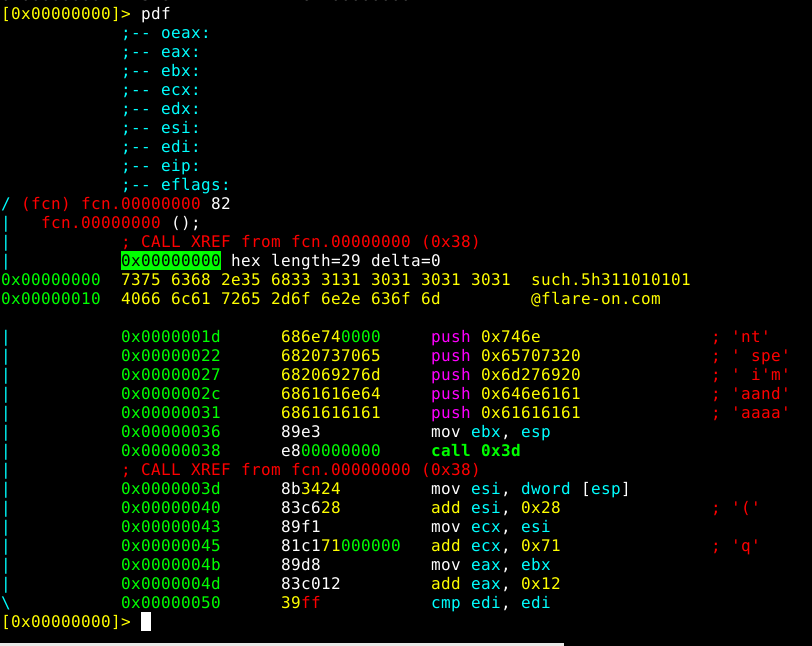 [0x00000000]> pdf
;-- oeax:
;-- eax:
;-- ebx:
;-- ecx:
;-- edx:
;-- esi:
;-- edi:
;-- eip:
;-- eflags:
/ (fcn) fcn.00000000 82
| fcn.00000000 ();
| ; CALL XREF from fcn.00000000 (0x38)
| 0x00000000 hex length=29 delta=0
0x00000000 7375 6368 2e35 6833 3131 3031 3031 3031 such.5h311010101
0x00000010 4066 6c61 7265 2d6f 6e2e 636f 6d @flare-on.com
| 0x0000001d 686e740000 push 0x746e ; 'nt'
| 0x00000022 6820737065 push 0x65707320 ; ' spe'
| 0x00000027 682069276d push 0x6d276920 ; ' i'm'
| 0x0000002c 6861616e64 push 0x646e6161 ; 'aand'
| 0x00000031 6861616161 push 0x61616161 ; 'aaaa'
| 0x00000036 89e3 mov ebx, esp
| 0x00000038 e800000000 call 0x3d
| ; CALL XREF from fcn.00000000 (0x38)
| 0x0000003d 8b3424 mov esi, dword [esp]
| 0x00000040 83c628 add esi, 0x28 ; '('
| 0x00000043 89f1 mov ecx, esi
| 0x00000045 81c171000000 add ecx, 0x71 ; 'q'
| 0x0000004b 89d8 mov eax, ebx
| 0x0000004d 83c012 add eax, 0x12
\ 0x00000050 39ff cmp edi, edi
[0x00000000]>